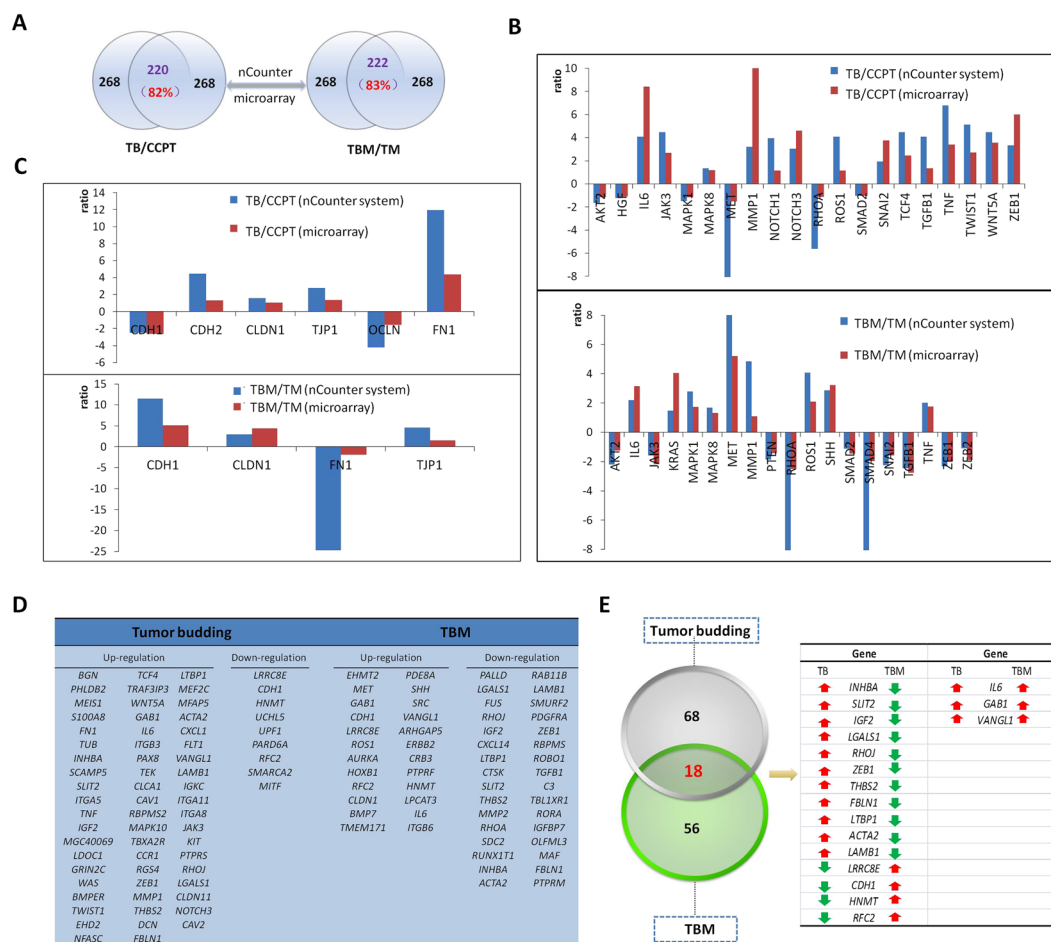 A
268
220
(82%)
268
nCounter
microarray
268
222
(83%)
268
TB/CCPT
TBM/TM
B
ratio
10
8
6
4
2
0
-2
-4
-6
-8
TB/CCPT (nCounter system)
TB/CCPT (microarray)
AKT2 HGF IL6 JAK3 MAPK1 MAPK8 MET MMP1 NOTCH1 NOTCH3 RHOA ROS1 SMAD2 SNAI2 TCF4 TGFB1 TNF TWIST1 WNT5A ZEB1
ratio
8
6
4
2
0
-2
-4
-6
-8
TBM/TM (nCounter system)
TBM/TM (microarray)
AKT2 IL6 JAK3 KRAS MAPK1 MAPK8 MET MMP1 PTEN RHOA ROS1 SHH SMAD2 SMAD4 SNAI2 TGFB1 TNF ZEB1 ZEB2
C
ratio
14
12
10
8
6
4
2
0
-2
-4
-6
TB/CCPT (nCounter system)
TB/CCPT (microarray)
CDH1 CDH2 CLDN1 TJP1 OCLN FN1
ratio
15
10
5
0
-5
-10
-15
-20
-25
TBM/TM (nCounter system)
TBM/TM (microarray)
CDH1 CLDN1 FN1 TJP1
D
Tumor budding TBM
Up-regulation Down-regulation Up-regulation Down-regulation
BGN TCF4 LTBP1 LRRC8E EHMT2 PDE8A PALLD RAB11B
PHLDB2 TRAF3IP3 MEF2C CDH1 MET SHH LGALS1 LAMB1
MEIS1 WNT5A MFAP5 HNMT GAB1 SRC FUS SMURF2
S100A8 GAB1 ACTA2 UCHL5 CDH1 VANGL1 RHOJ PDGFRA
FN1 IL6 CXCL1 UPF1 LRRC8E ARHGAP5 IGF2 ZEB1
TUB ITGB3 FLT1 PARD6A ROS1 ERBB2 CXCL14 RBPMS
INHBA PAX8 VANGL1 RFC2 AURKA CRB3 LTBP1 ROBO1
SCAMP5 TEK LAMB1 SMARCA2 HOXB1 PTPRF CTSK TGFB1
SLIT2 CLCA1 IGKC MITF RFC2 HNMT SLIT2 C3
ITGA5 CAV1 ITGA11 CLDN1 LPCAT3 THBS2 TBL1XR1
TNF RBPMS2 ITGA8 BMP7 IL6 MMP2 RORA
IGF2 MAPK10 JAK3 TMEM171 ITGB6 RHOA IGFBP7
MGC40069 TBXA2R KIT SDC2 OLFML3
LDOC1 CCR1 PTPRS RUNX1T1 MAF
GRIN2C RGS4 RHOJ INHBA FBLN1
WAS ZEB1 LGALS1 ACTA2 PTPRM
BMPER MMP1 CLDN11
TWIST1 THBS2 NOTCH3
EHD2 DCN CAV2
NFASC FBLN1
E
Tumor budding
68
18
56
TBM
Gene Gene
TB TBM TB TBM
INHBA IL6
SLIT2 GAB1
IGF2 VANGL1
LGALS1
RHOJ
ZEB1
THBS2
FBLN1
LTBP1
ACTA2
LAMB1
LRRC8E
CDH1
HNMT
RFC2